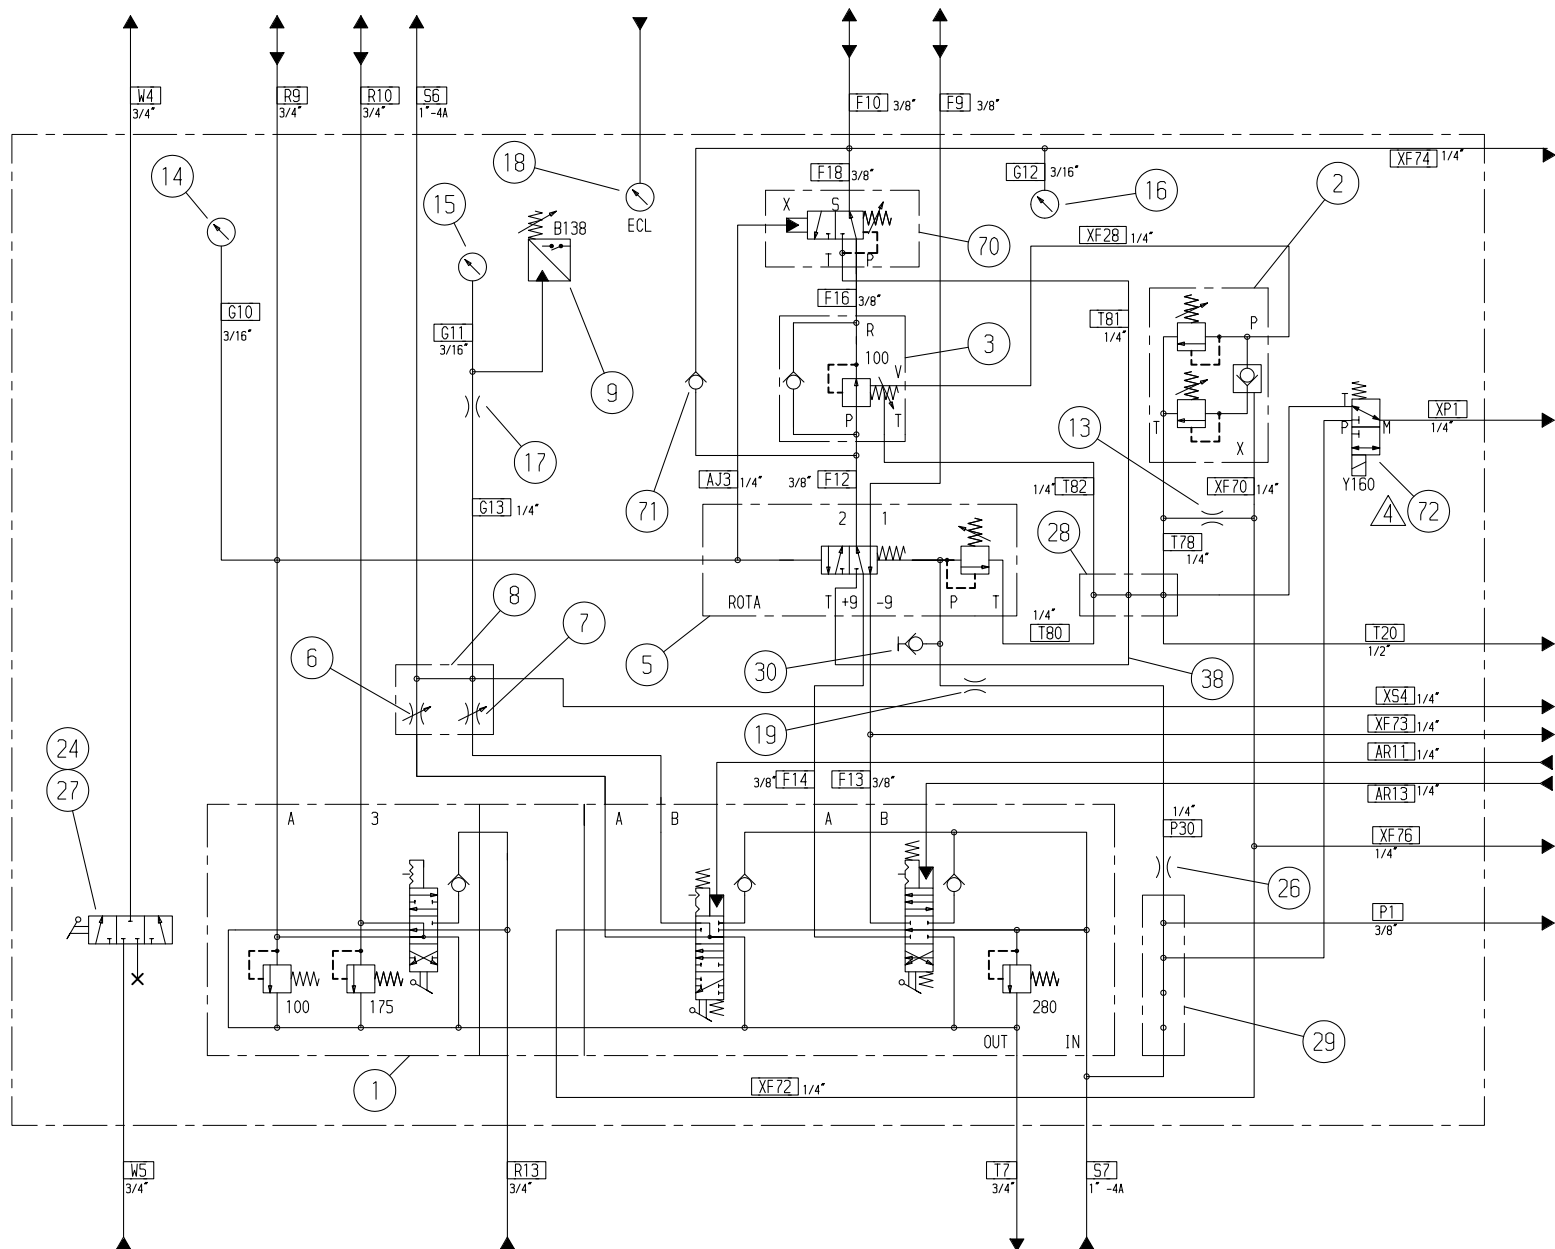 W4
3/4"
R9
3/4"
R10
3/4"
S6
1"-4A
F10 3/8"
F9 3/8"
XF74 1/4"
14
15
18
ECL
B138
F18 3/8"
G12 3/16"
16
2
X S
T P
70
XF28 1/4"
G10
3/16"
G11
3/16"
9
F16 3/8"
R
100
V
P T
3
T81
1/4"
P
T
X
13
T
P M
Y160
4
72
XP1
1/4"
17
71
AJ3 1/4"
3/8" F12
1/4" T82
XF70 1/4"
G13 1/4"
2 1
28
T78
1/4"
ROTA
T +9 -9 P T
8
7
6
5
30
1/4"
T80
38
T20
1/2"
XS4 1/4"
XF73 1/4"
AR11 1/4"
AR13 1/4"
19
24
27
3/8" F14
F13 3/8"
1/4"
P30
XF76
1/4"
A 3 A B A B
26
P1
3/8"
100
175
280
OUT IN
29
1
XF72 1/4"
W5
3/4"
R13
3/4"
T7
3/4"
S7
1" -4A